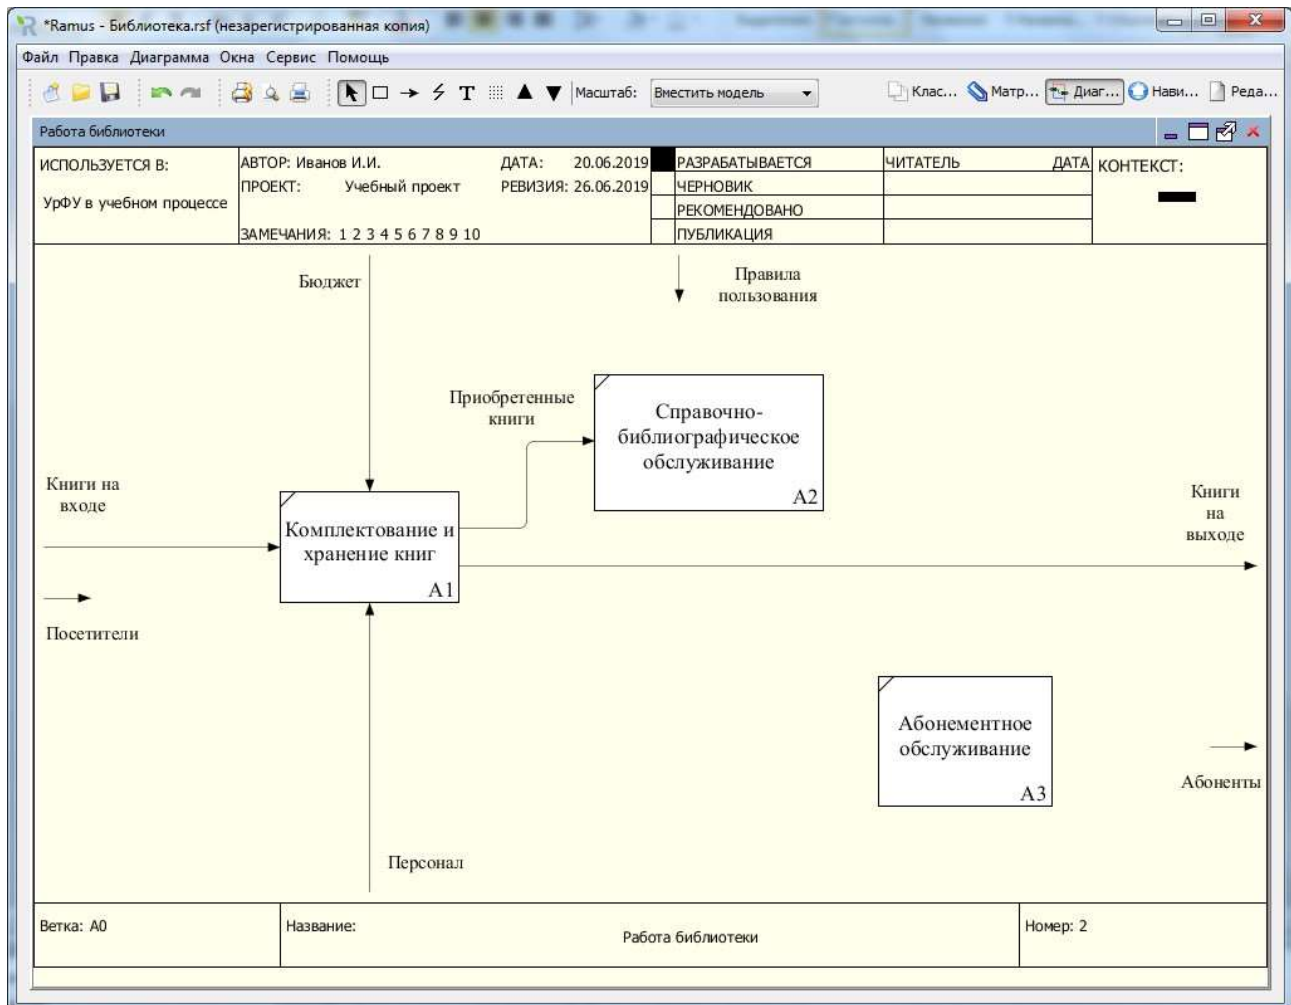 *Ramus - Библиотека.rsf (незарегистрированная копия)
Файл Правка Диаграмма Окна Сервис Помощь
Масштаб: Вместить модель Клас... Матр... Диаг... Нави... Реда...
Работа библиотеки
ИСПОЛЬЗУЕТСЯ В:
УрФУ в учебном процессе
АВТОР: Иванов И.И. ДАТА: 20.06.2019
ПРОЕКТ: Учебный проект РЕВИЗИЯ: 26.06.2019
ЗАМЕЧАНИЯ: 1 2 3 4 5 6 7 8 9 10
РАЗРАБАТЫВАЕТСЯ
ЧЕРНОВИК
РЕКОМЕНДОВАНО
ПУБЛИКАЦИЯ
ЧИТАТЕЛЬ ДАТА
КОНТЕКСТ:
Бюджет
Правила
пользования
Приобретенные
книги
Справочно-
библиографическое
обслуживание
A2
Книги на
входе
Комплектование и
хранение книг
A1
Книги
на
выходе
Посетители
Абонементное
обслуживание
A3
Абоненты
Персонал
Ветка: A0
Название:
Работа библиотеки
Номер: 2